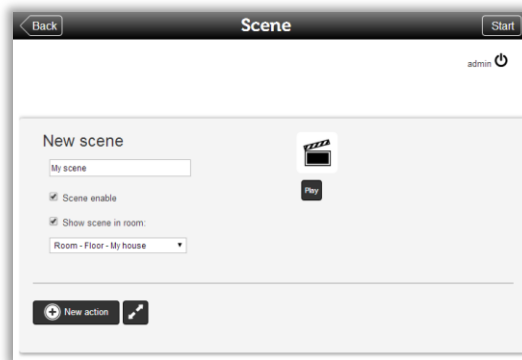 Back Scene Start
admin
New scene
My scene
Play
Scene enable
Show scene in room:
Room - Floor - My house
New action